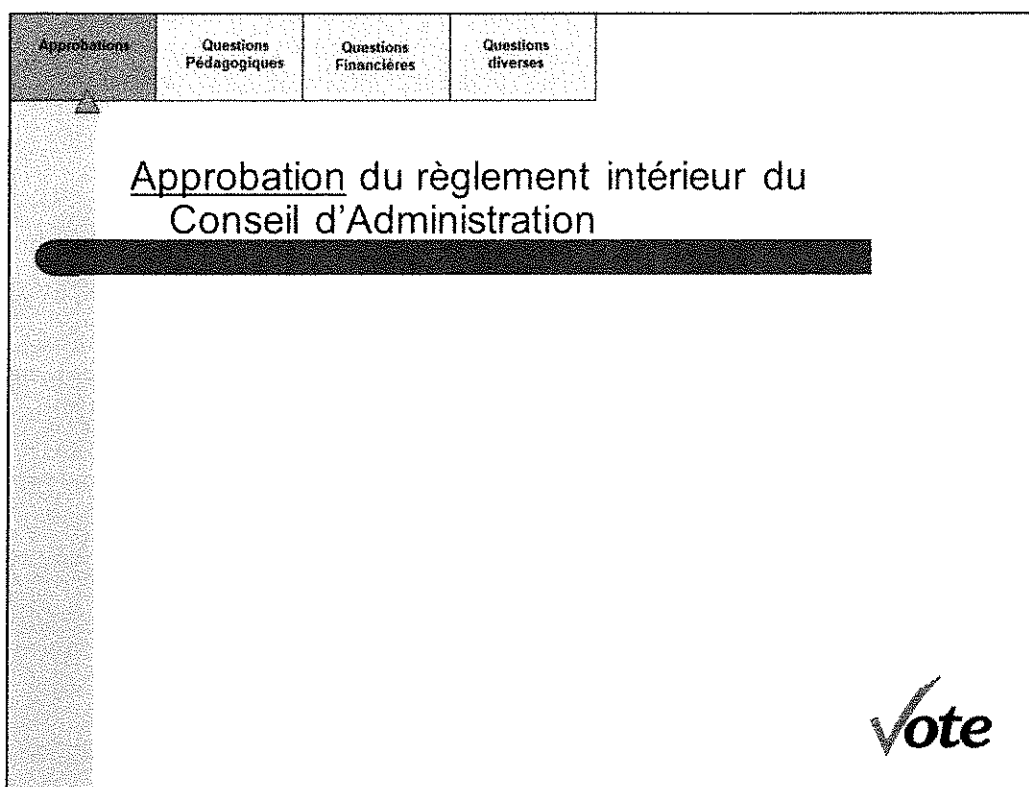 Approbations
Questions
Pédagogiques
Questions
Financières
Questions
diverses
Approbation du règlement intérieur du
Conseil d'Administration
Vote